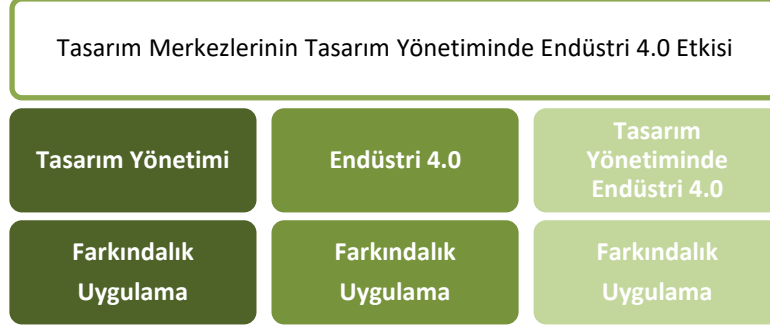 Tasarım Merkezlerinin Tasarım Yönetiminde Endüstri 4.0 Etkisi
Tasarım Yönetimi
Endüstri 4.0
Tasarım
Yönetiminde
Endüstri 4.0
Farkındalık
Uygulama
Farkındalık
Uygulama
Farkındalık
Uygulama